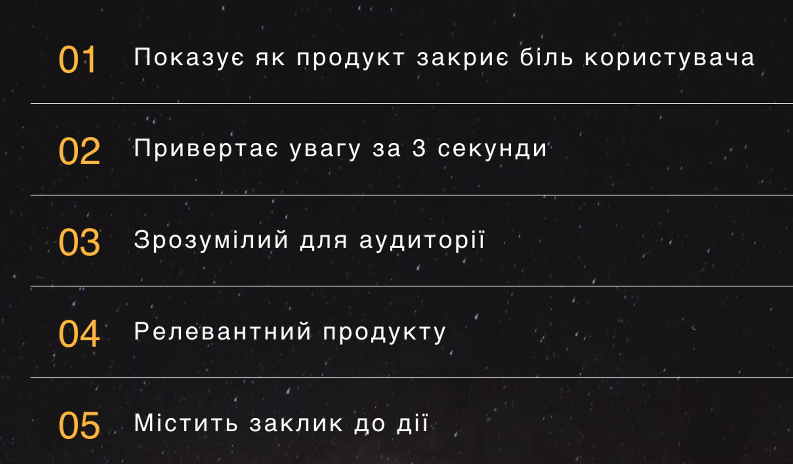 01 Показує як продукт закриє біль користувача
02 Привертає увагу за 3 секунди
03 Зрозумілий для аудиторії
04 Релевантний продукту
05 Містить заклик до дії